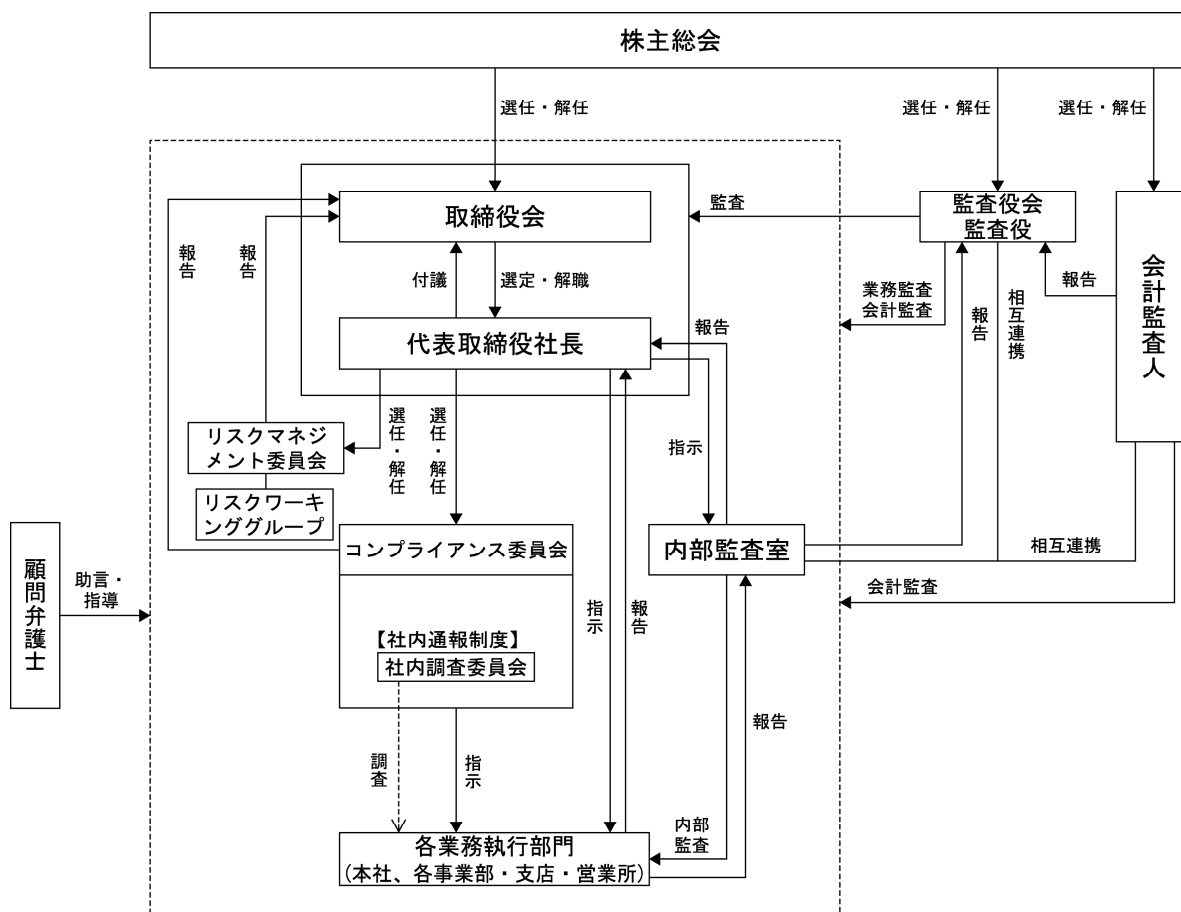 株主総会
選任・解任
選任・解任
選任・解任
取締役会
監査
監査役会
監査役
会計監査人
報告
報告
付議
選定・解職
業務監査
会計監査
報告
相互連携
報告
代表取締役社長
報告
選任・解任
選任・解任
指示
リスクマネジ
メント委員会
リスクワーキ
ンググループ
コンプライアンス委員会
内部監査室
相互連携
顧問弁護士
助言・
指導
会計監査
指示
報告
【社内通報制度】
社内調査委員会
報告
調査
指示
内部
監査
各業務執行部門
(本社、各事業部・支店・営業所)